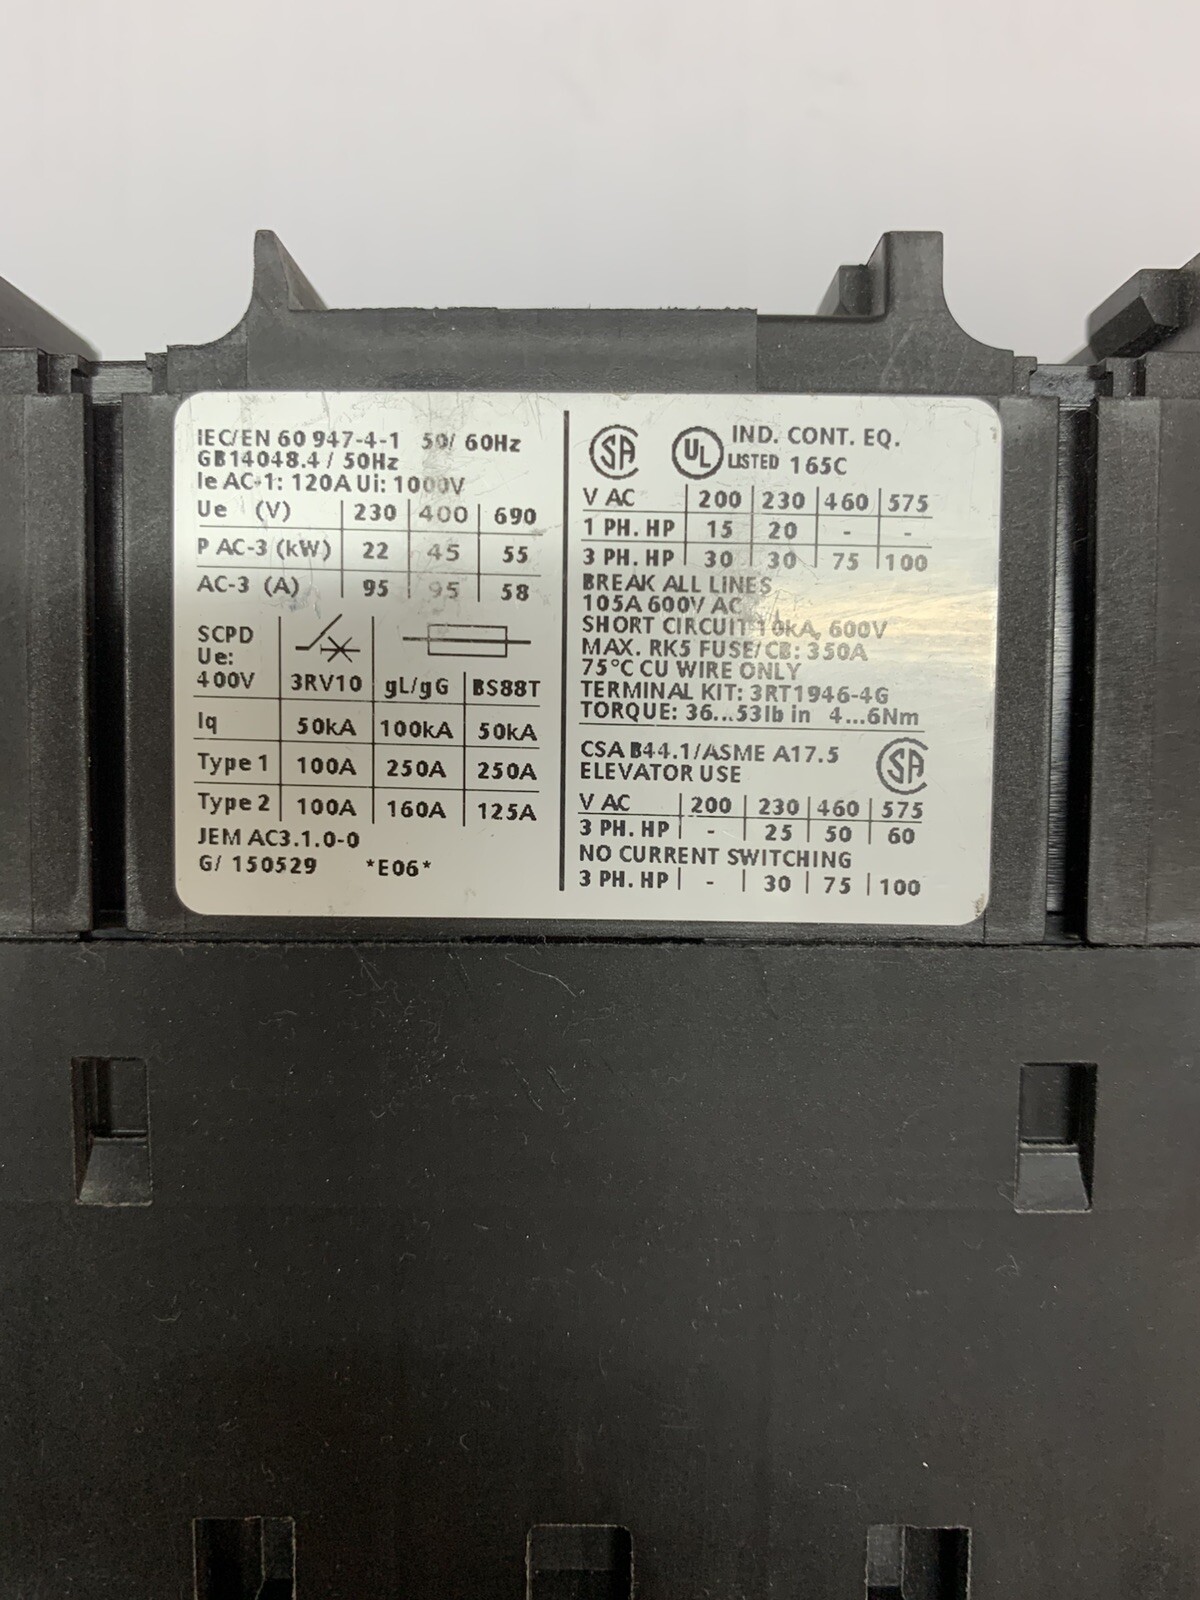 IEC/EN 60 947-4-1 50/ 60Hz
GB14048.4 / 50Hz
Ie AC-1: 120A Ui: 1000V
Ue (V) 230 400 690
P AC-3 (kW) 22 45 55
AC-3 (A) 95 95 58
SCPD
Ue:
400V 3RV10 gL/gG BS88T
Iq 50kA 100kA 50kA
Type 1 100A 250A 250A
Type 2 100A 160A 125A
JEM AC3.1.0-0
G/ 150529 *E06*
SA UL IND. CONT. EQ.
LISTED 165C
V AC 200 230 460 575
1 PH. HP 15 20 - -
3 PH. HP 30 30 75 100
BREAK ALL LINES
105A 600V AC
SHORT CIRCUIT 10kA, 600V
MAX. RK5 FUSE/CB: 350A
75°C CU WIRE ONLY
TERMINAL KIT: 3RT1946-4G
TORQUE: 36...53lb in 4...6Nm
CSA B44.1/ASME A17.5 SA
ELEVATOR USE
V AC 200 230 460 575
3 PH. HP - 25 50 60
NO CURRENT SWITCHING
3 PH. HP - 30 75 100